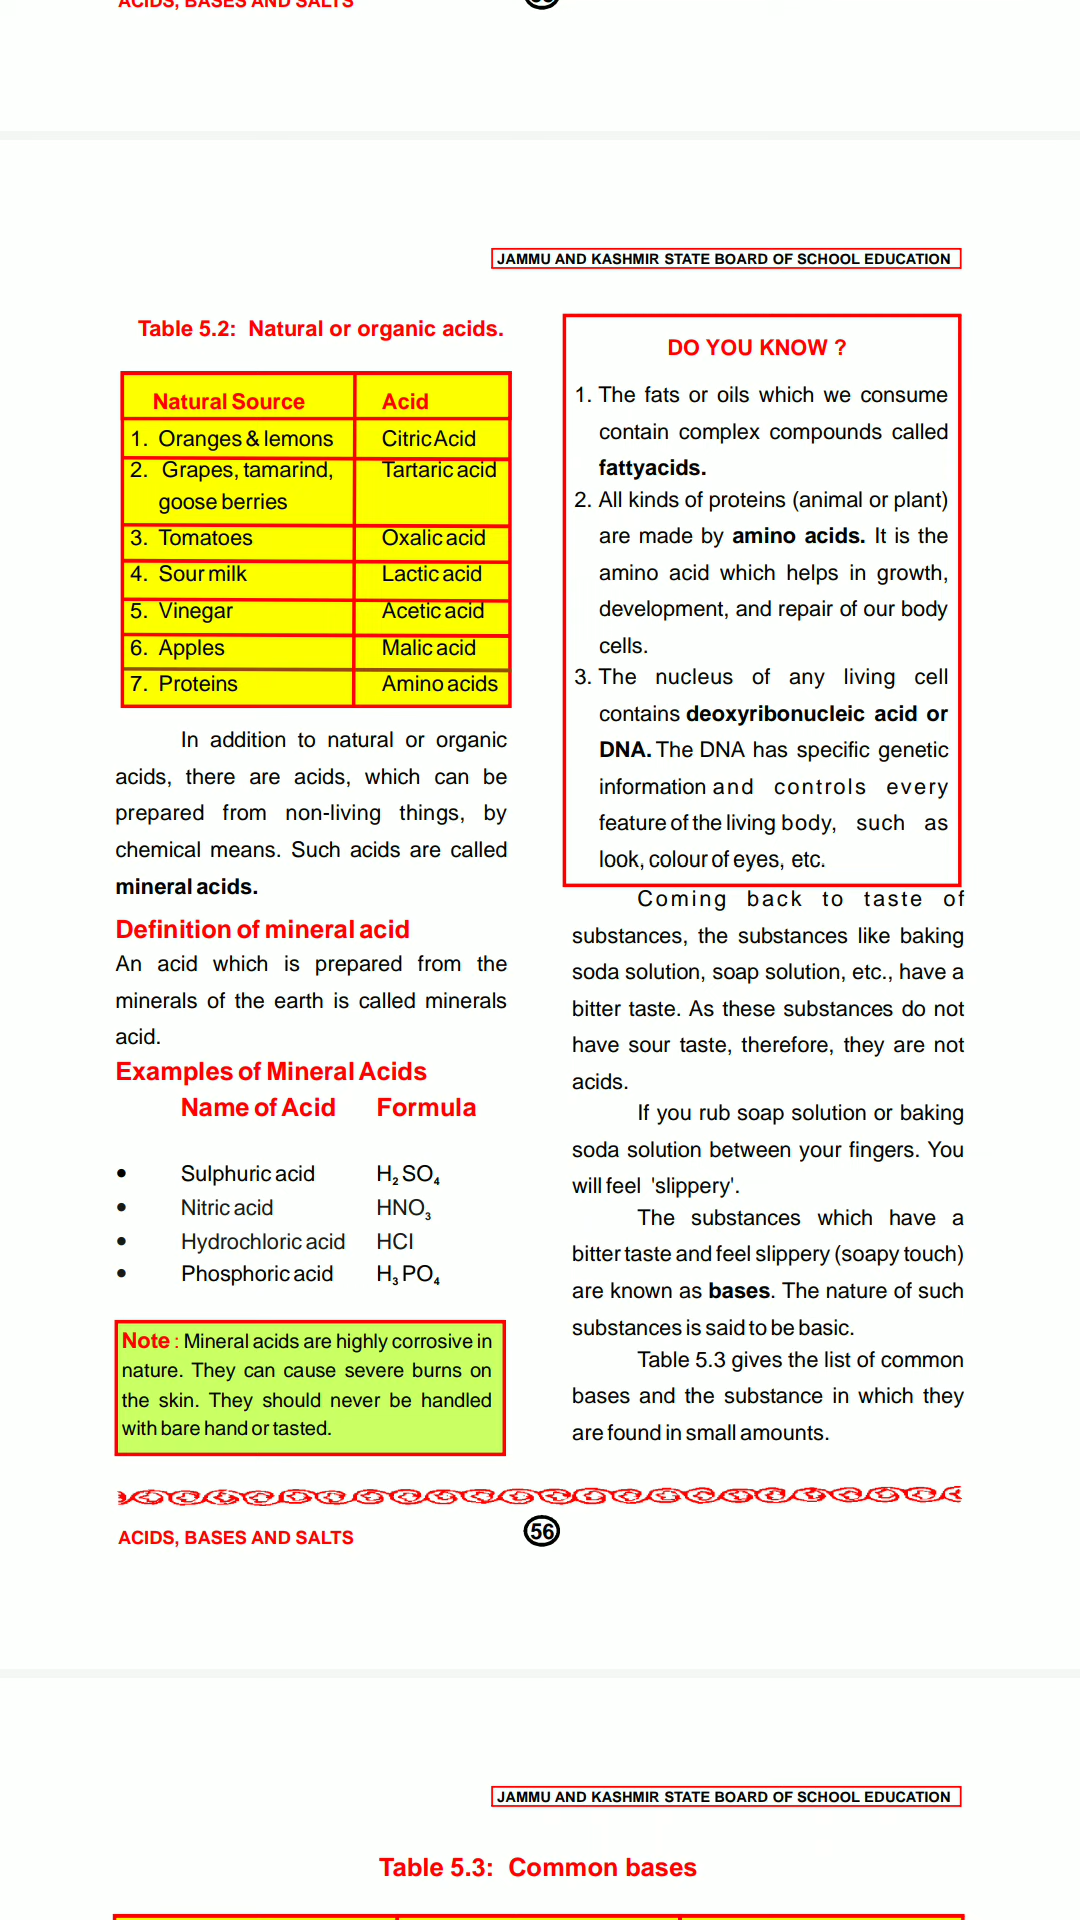 ACIDS, BASES AND SALTS
JAMMU AND KASHMIR STATE BOARD OF SCHOOL EDUCATION
Table 5.2: Natural or organic acids.
Natural Source Acid
1. Oranges & lemons Citric Acid
2. Grapes, tamarind, Tartaric acid
goose berries
3. Tomatoes Oxalic acid
4. Sour milk Lactic acid
5. Vinegar Acetic acid
6. Apples Malic acid
7. Proteins Amino acids
In addition to natural or organic
acids, there are acids, which can be
prepared from non-living things, by
chemical means. Such acids are called
mineral acids.
Definition of mineral acid
An acid which is prepared from the
minerals of the earth is called minerals
acid.
Examples of Mineral Acids
Name of Acid Formula
• Sulphuric acid H₂SO₄
• Nitric acid HNO₃
• Hydrochloric acid HCl
• Phosphoric acid H₃PO₄
Note : Mineral acids are highly corrosive in
nature. They can cause severe burns on
the skin. They should never be handled
with bare hand or tasted.
DO YOU KNOW ?
1. The fats or oils which we consume
contain complex compounds called
fattyacids.
2. All kinds of proteins (animal or plant)
are made by amino acids. It is the
amino acid which helps in growth,
development, and repair of our body
cells.
3. The nucleus of any living cell
contains deoxyribonucleic acid or
DNA. The DNA has specific genetic
information and controls every
feature of the living body, such as
look, colour of eyes, etc.
Coming back to taste of
substances, the substances like baking
soda solution, soap solution, etc., have a
bitter taste. As these substances do not
have sour taste, therefore, they are not
acids.
If you rub soap solution or baking
soda solution between your fingers. You
will feel 'slippery'.
The substances which have a
bitter taste and feel slippery (soapy touch)
are known as bases. The nature of such
substances is said to be basic.
Table 5.3 gives the list of common
bases and the substance in which they
are found in small amounts.
ACIDS, BASES AND SALTS 56
JAMMU AND KASHMIR STATE BOARD OF SCHOOL EDUCATION
Table 5.3: Common bases